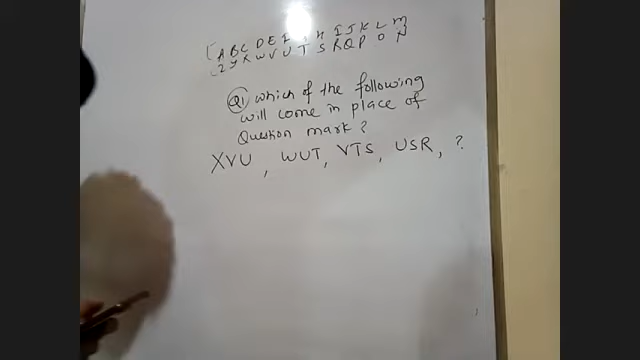 [ A B C D E F H I J K L M
Z Y X W V U T S R Q P O N
Q1 Which of the following
will come in place of
Question mark?
XVU, WUT, VTS, USR, ?